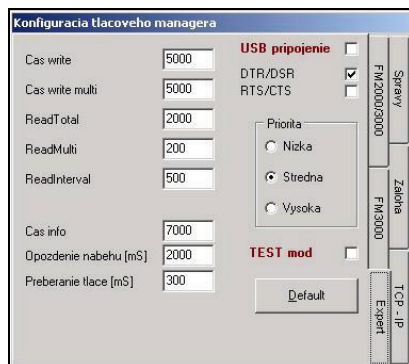 Konfiguracia tlacoveho managera
Cas write 5000
Cas write multi 5000
ReadTotal 2000
ReadMulti 200
ReadInterval 500
Cas info 7000
Opozdenie nabehu [mS] 2000
Preberanie tlace [mS] 300
USB pripojenie
DTR/DSR
RTS/CTS
Priorita
Nizka
Stredna
Vysoka
TEST mod
Default
FM2000/3000
FM3000
Expert
Spravy
Zaloha
TCP - IP